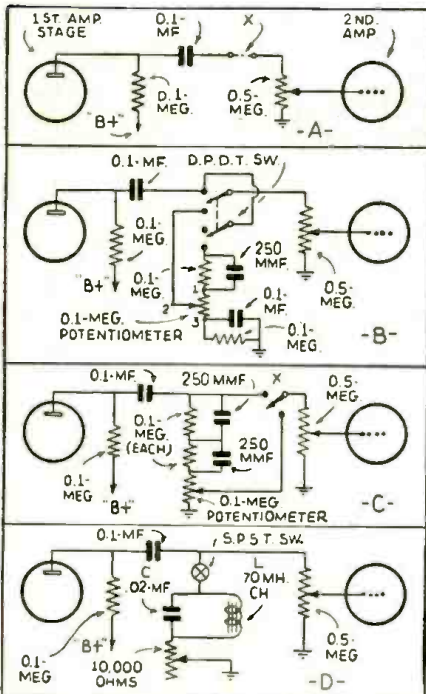 1ST. AMP. STAGE
0.1-MF.
X
2ND. AMP.
0.1-MEG.
0.5-MEG.
"B+"
-A-
0.1-MF.
D.P.D.T. SW.
0.1-MEG.
250 MMF.
0.1-MEG.
1
0.1-MF.
"B+"
2
3
0.1-MEG.
0.1-MEG. POTENTIOMETER
0.5-MEG.
-B-
0.1-MF.
250 MMF.
X
0.5-MEG.
0.1-MEG. (EACH)
250 MMF.
0.1-MEG
"B+"
0.1-MEG POTENTIOMETER
-C-
0.1-MF
S.P.S.T. SW.
C
.02-MF
L
70 MH. CH
"B+"
0.1-MEG
10,000 OHMS
0.5-MEG.
-D-